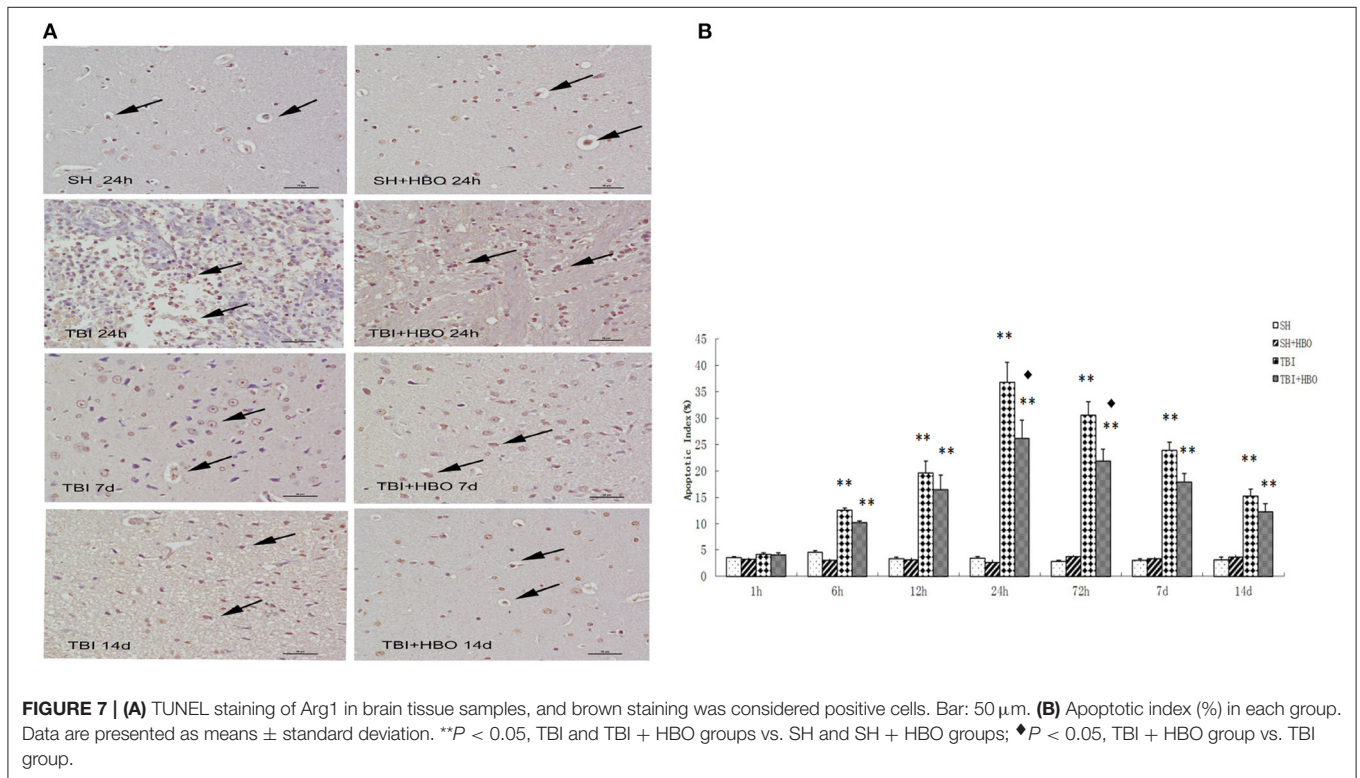 A
SH 24h
SH+HBO 24h
TBI 24h
TBI+HBO 24h
TBI 7d
TBI+HBO 7d
TBI 14d
TBI+HBO 14d
B
SH
SH+HBO
TBI
TBI+HBO
Apoptotic Index(%)
45
40
35
30
25
20
15
10
5
0
** ** ** ** ◆ ** ** ◆ ** ** ** ** **
1h 6h 12h 24h 72h 7d 14d
FIGURE 7 | (A) TUNEL staining of Arg1 in brain tissue samples, and brown staining was considered positive cells. Bar: 50 μm. (B) Apoptotic index (%) in each group.
Data are presented as means ± standard deviation. **P < 0.05, TBI and TBI + HBO groups vs. SH and SH + HBO groups; ◆P < 0.05, TBI + HBO group vs. TBI
group.